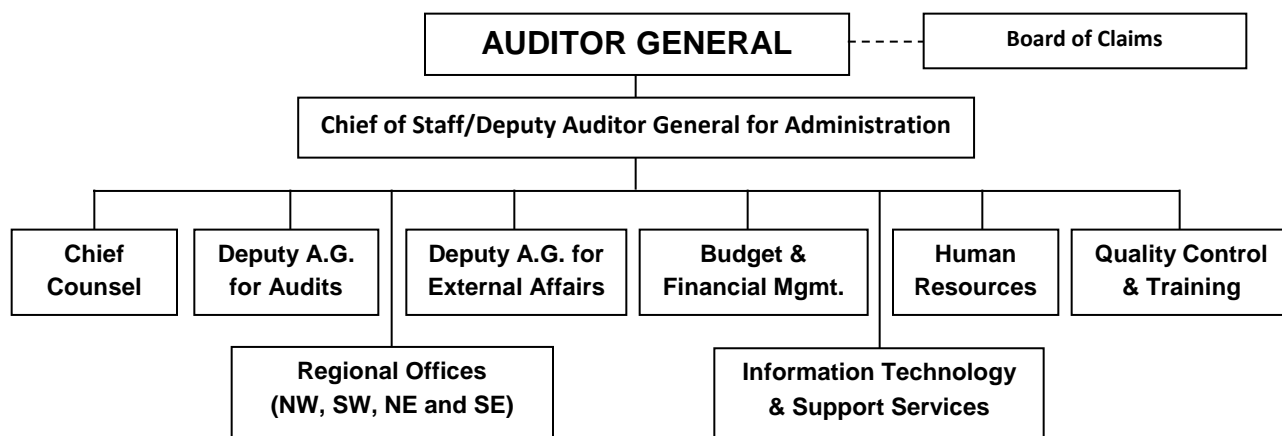 AUDITOR GENERAL
Board of Claims
Chief of Staff/Deputy Auditor General for Administration
Chief
Counsel
Deputy A.G.
for Audits
Deputy A.G. for
External Affairs
Budget &
Financial Mgmt.
Human
Resources
Quality Control
& Training
Regional Offices
(NW, SW, NE and SE)
Information Technology
& Support Services